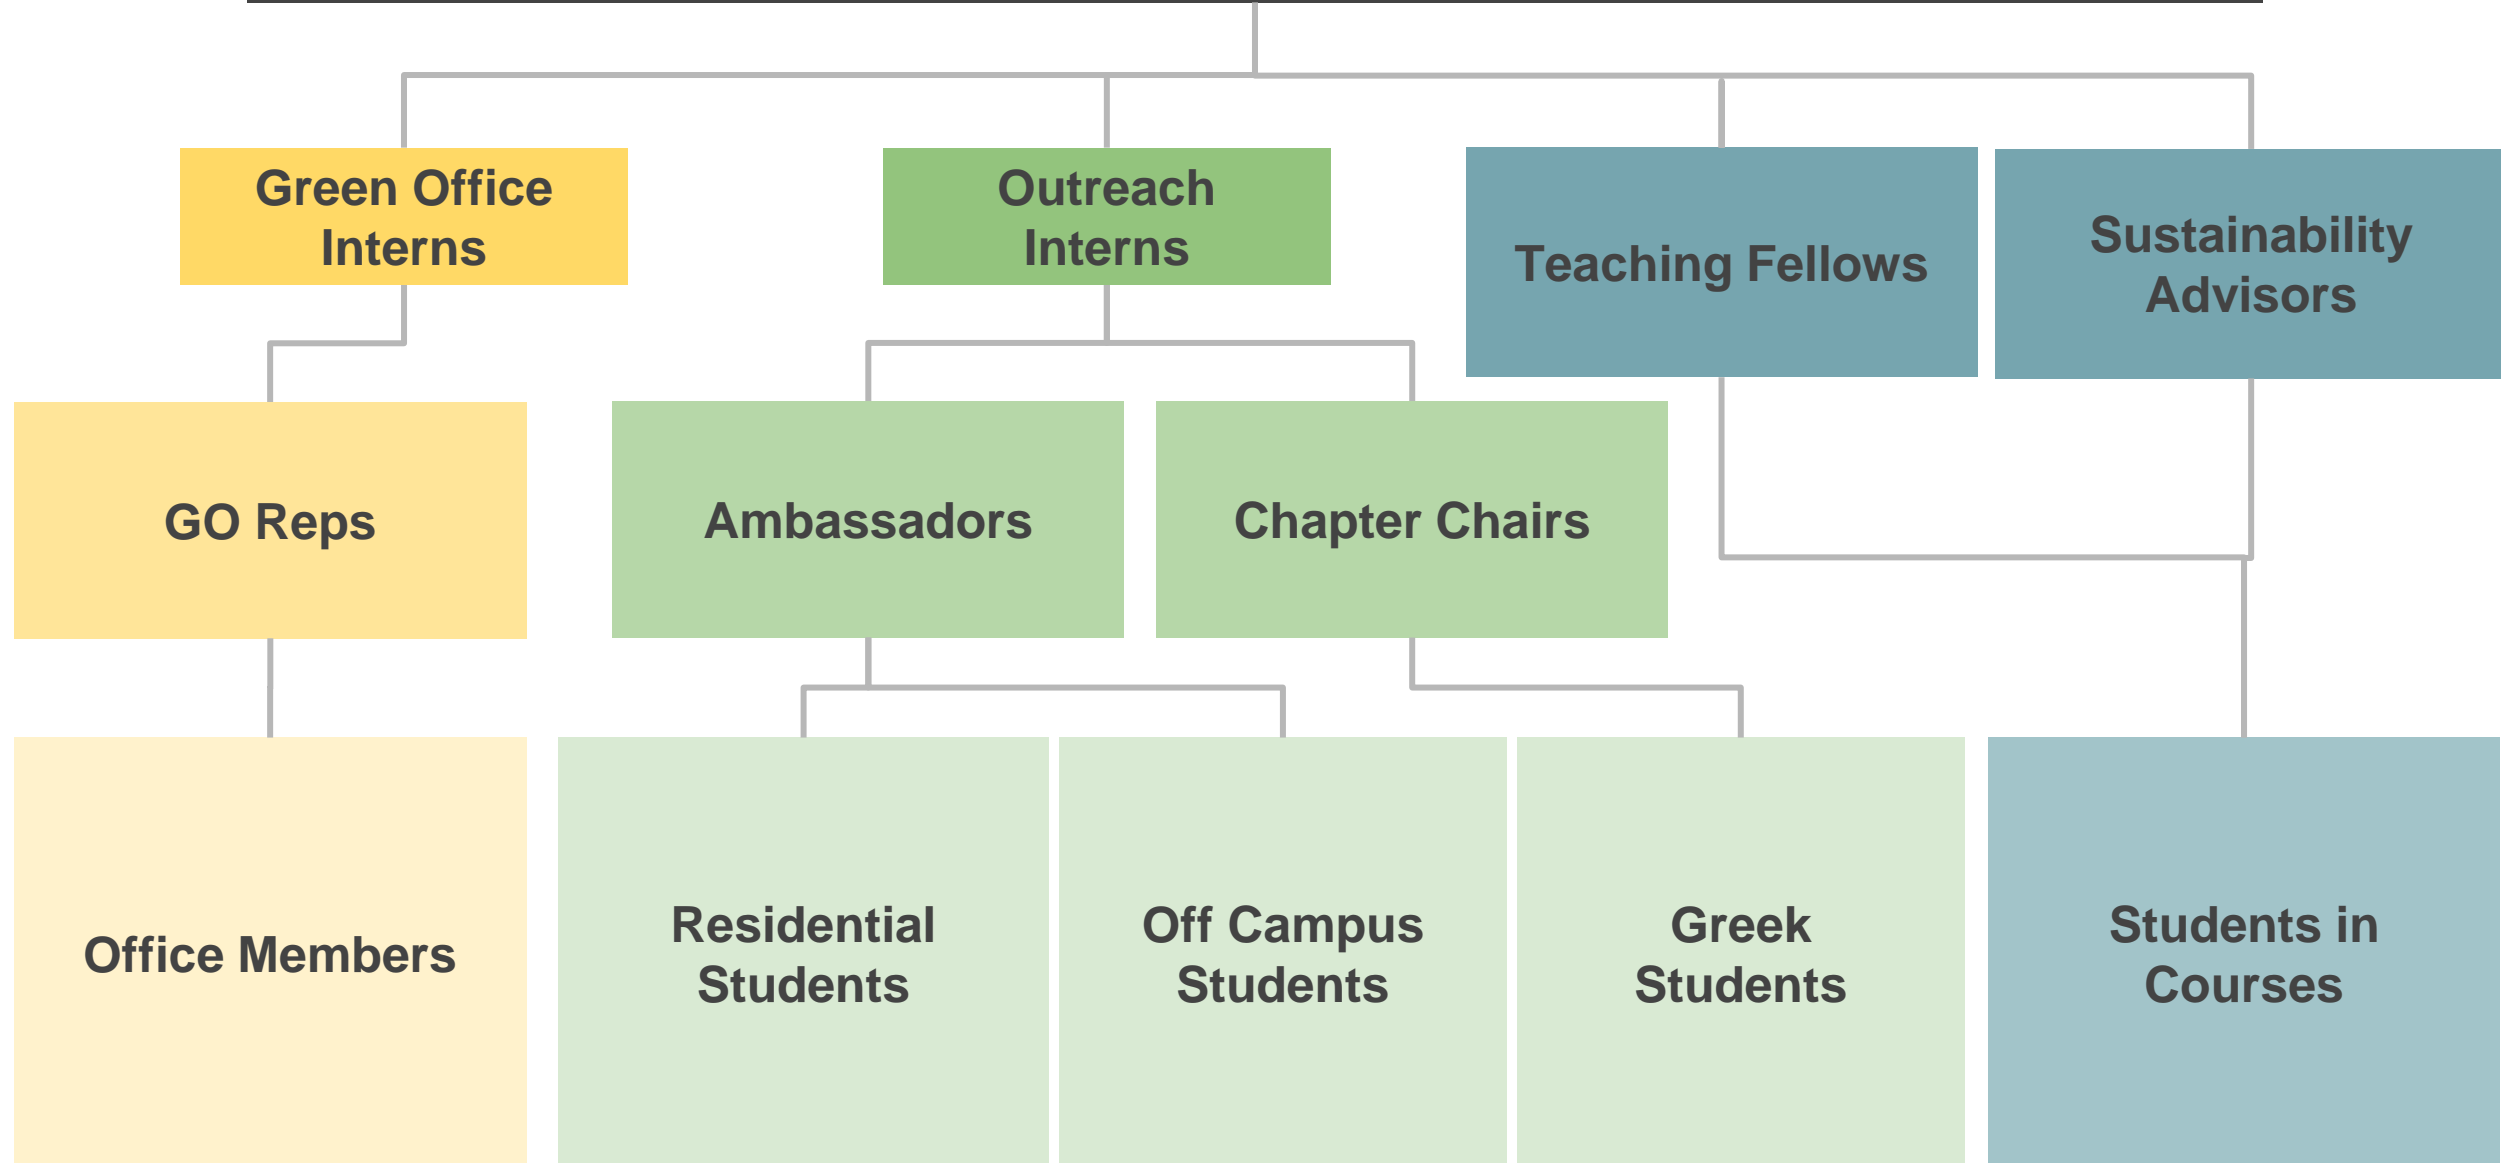 Green Office
Interns
Outreach
Interns
Teaching Fellows
Sustainability
Advisors
GO Reps
Ambassadors
Chapter Chairs
Office Members
Residential
Students
Off Campus
Students
Greek
Students
Students in
Courses